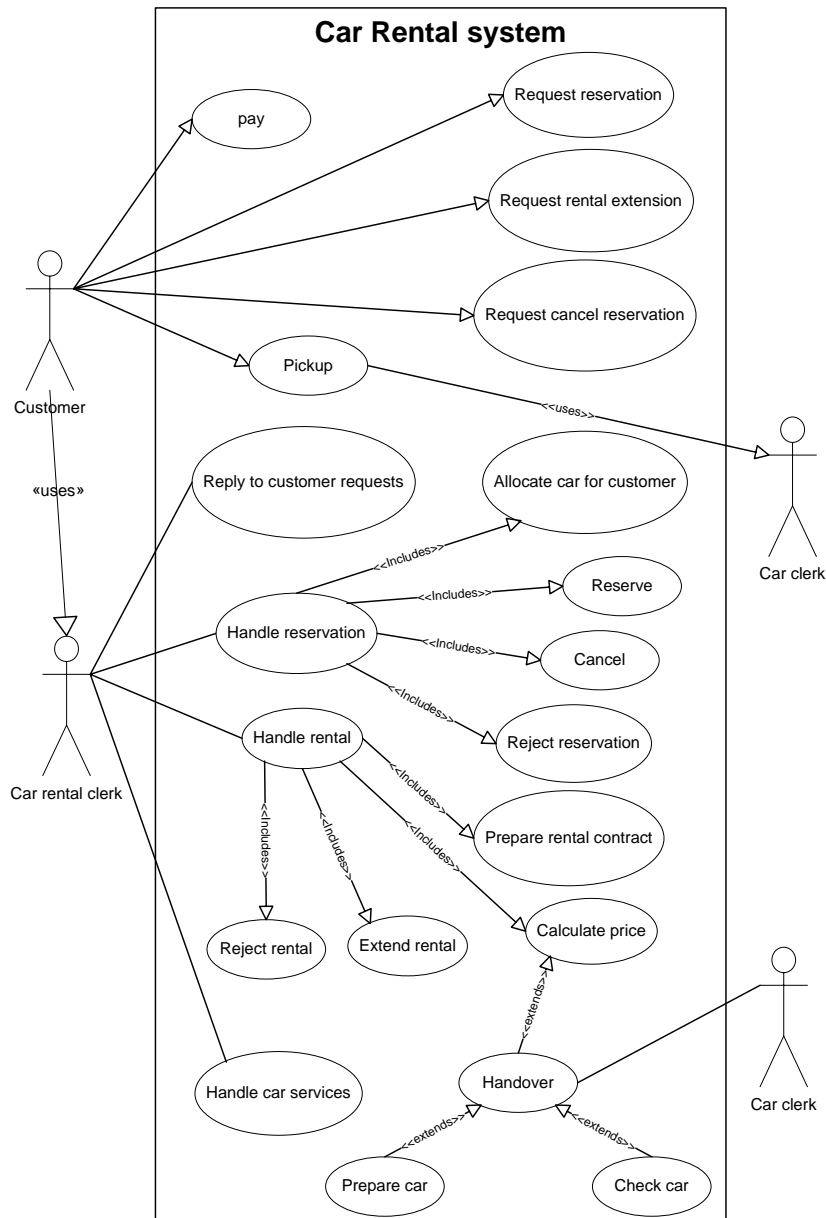 Car Rental system
pay
Request reservation
Request rental extension
Request cancel reservation
Customer
Pickup
<<uses>>
Car clerk
«uses»
Reply to customer requests
Allocate car for customer
<<Includes>>
<<Includes>>
Reserve
Handle reservation
<<Includes>>
Cancel
<<Includes>>
Reject reservation
Car rental clerk
Handle rental
<<Includes>>
Prepare rental contract
<<Includes>>
<<Includes>>
<<Includes>>
Reject rental
Extend rental
Calculate price
<<extends>>
Handle car services
Handover
Car clerk
<<extends>>
<<extends>>
Prepare car
Check car